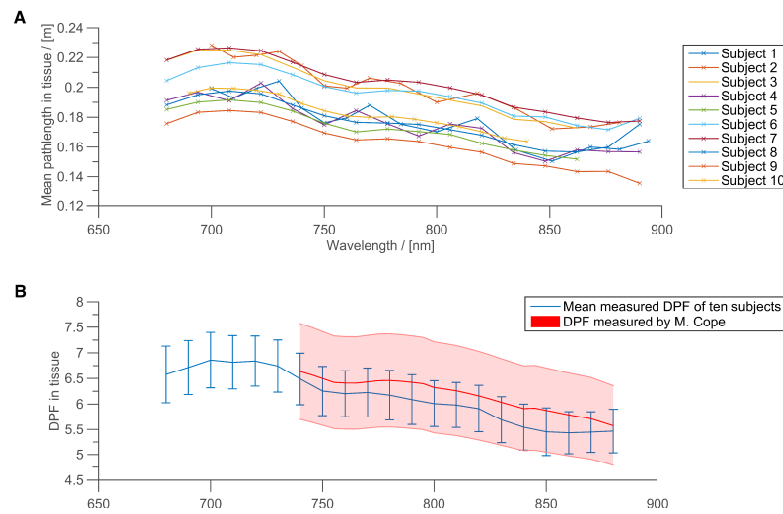 A
0.24
0.22
0.2
0.18
0.16
0.14
0.12
Mean pathlength in tissue / [m]
650
700
750
800
850
900
Wavelength / [nm]
Subject 1
Subject 2
Subject 3
Subject 4
Subject 5
Subject 6
Subject 7
Subject 8
Subject 9
Subject 10
B
8
7.5
7
6.5
6
5.5
5
4.5
DPF in tissue
650
700
750
800
850
900
Mean measured DPF of ten subjects
DPF measured by M. Cope